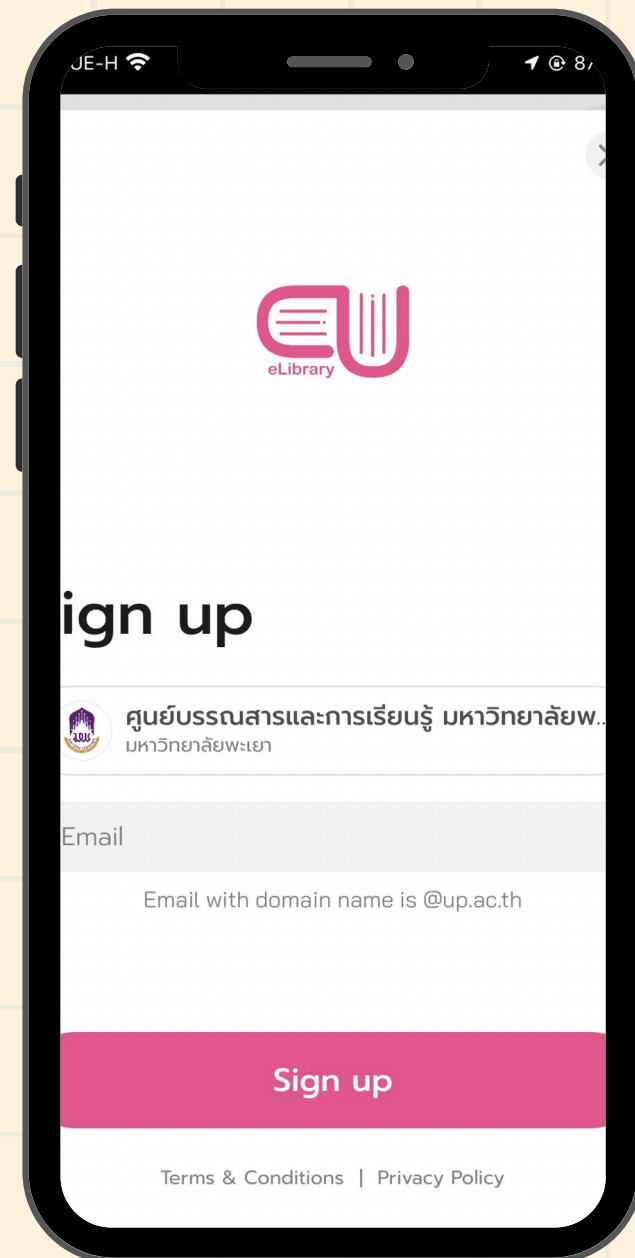 UE-H
87
eLibrary
ign up
ศูนย์บรรณสารและการเรียนรู้ มหาวิทยาลัยพ..
มหาวิทยาลัยพะเยา
Email
Email with domain name is @up.ac.th
Sign up
Terms & Conditions | Privacy Policy